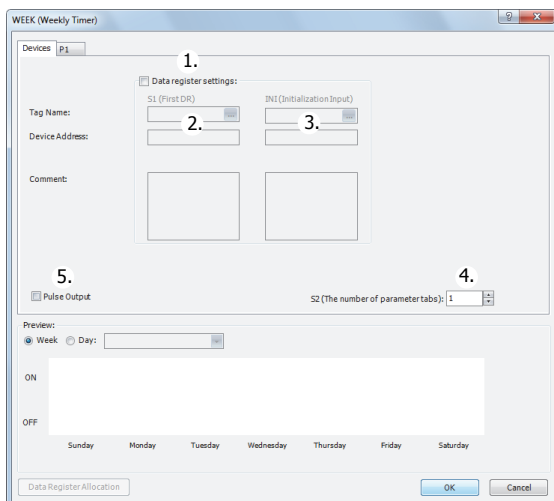 WEEK (Weekly Timer)
Devices P1
1.
Data register settings:
S1 (First DR) INI (Initialization Input)
Tag Name:
2. 3.
Device Address:
Comment:
5. 4.
Pulse Output S2 (The number of parameter tabs): 1
Preview:
Week Day:
ON
OFF
Sunday Monday Tuesday Wednesday Thursday Friday Saturday
Data Register Allocation OK Cancel